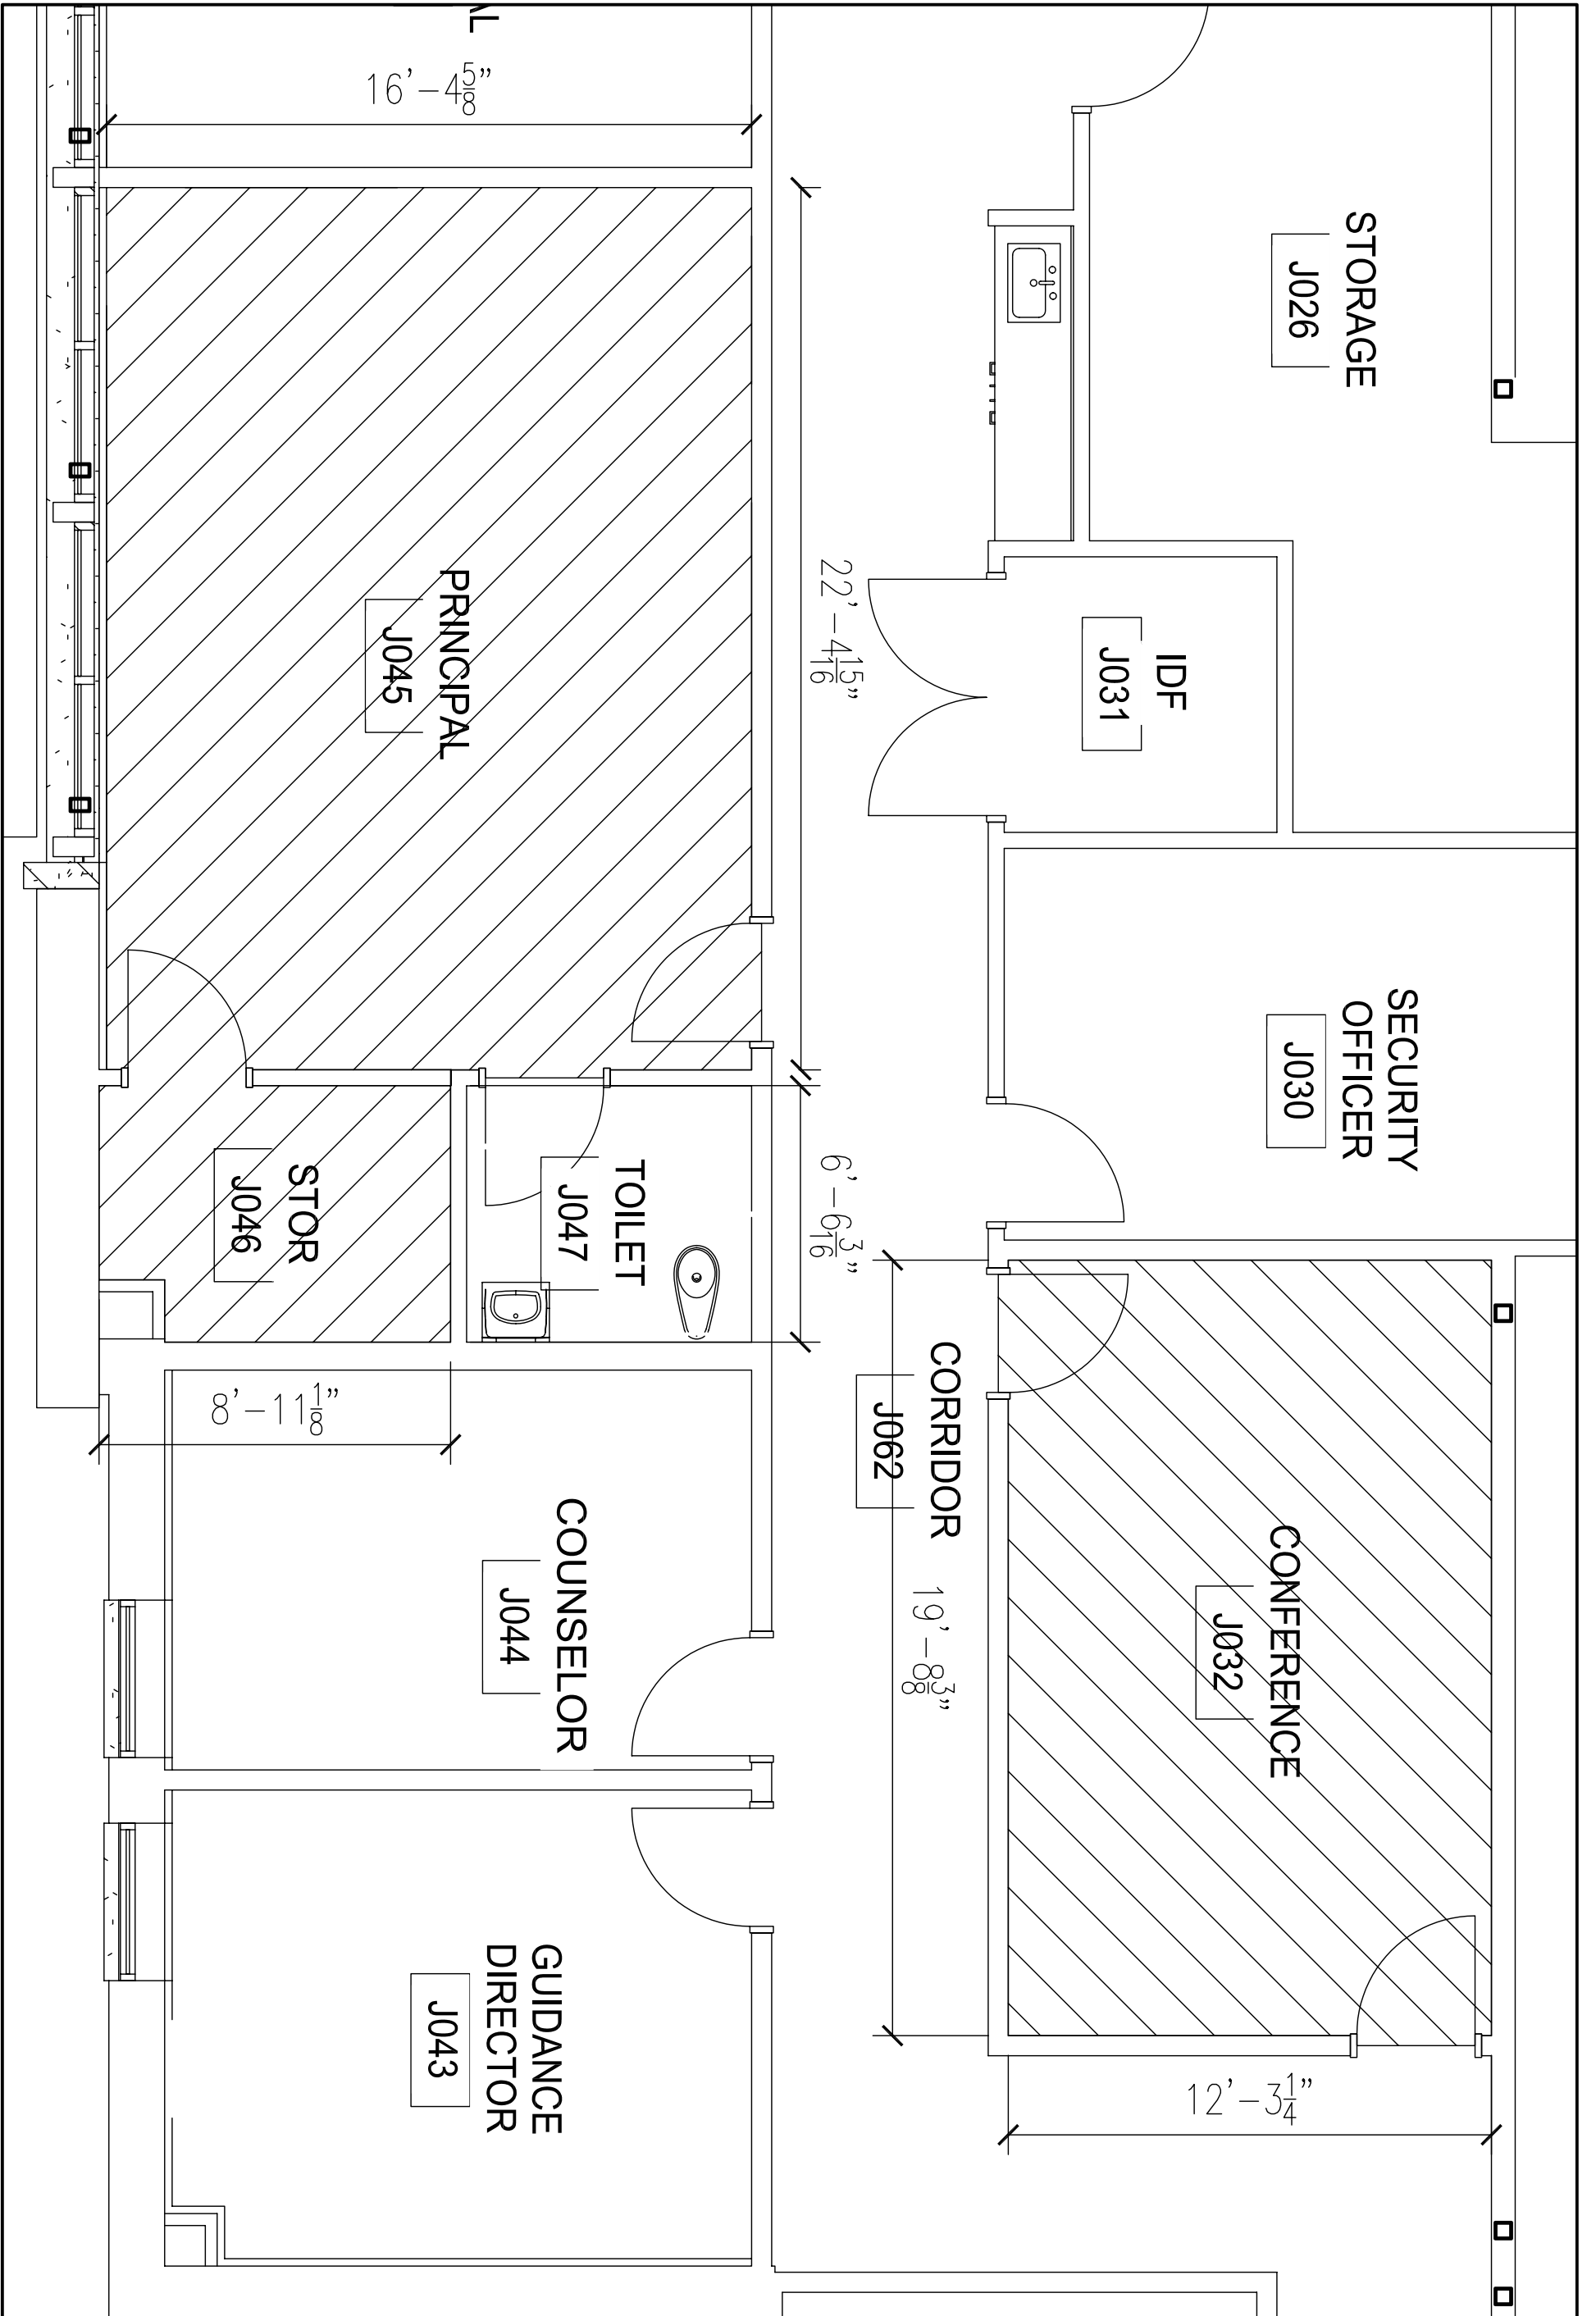 STORAGE
J026
IDF
J031
SECURITY
OFFICER
J030
CONFERENCE
J032
12'-3 1/4"
CORRIDOR
J062
19'-8 3/8"
22'-4 15/16"
6'-6 3/16"
16'-4 5/8"
AL
PRINCIPAL
J045
TOILET
J047
STOR
J046
8'-11 1/8"
COUNSELOR
J044
GUIDANCE
DIRECTOR
J043